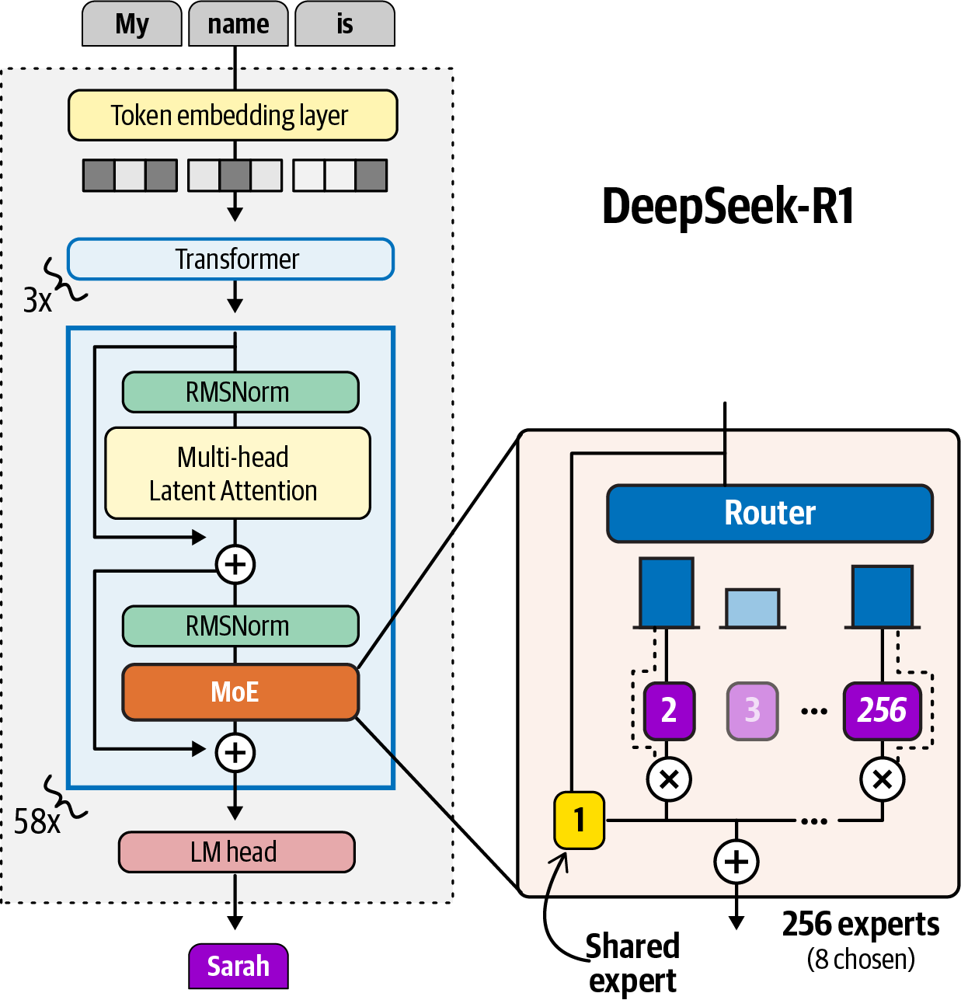 My name is
Token embedding layer
DeepSeek-R1
Transformer
3x
RMSNorm
Multi-head
Latent Attention
RMSNorm
MoE
58x
LM head
Sarah
Router
2 3 ... 256
1 ...
Shared
expert
256 experts
(8 chosen)